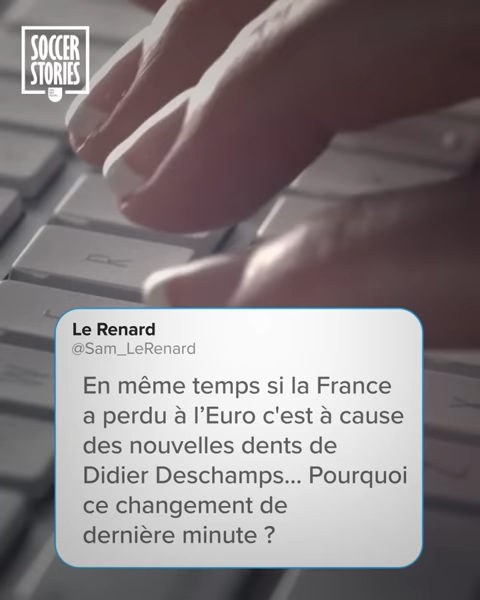 SOCCER
STORIES
Le Renard
@Sam_LeRenard
En même temps si la France
a perdu à l’Euro c'est à cause
des nouvelles dents de
Didier Deschamps... Pourquoi
ce changement de
dernière minute ?